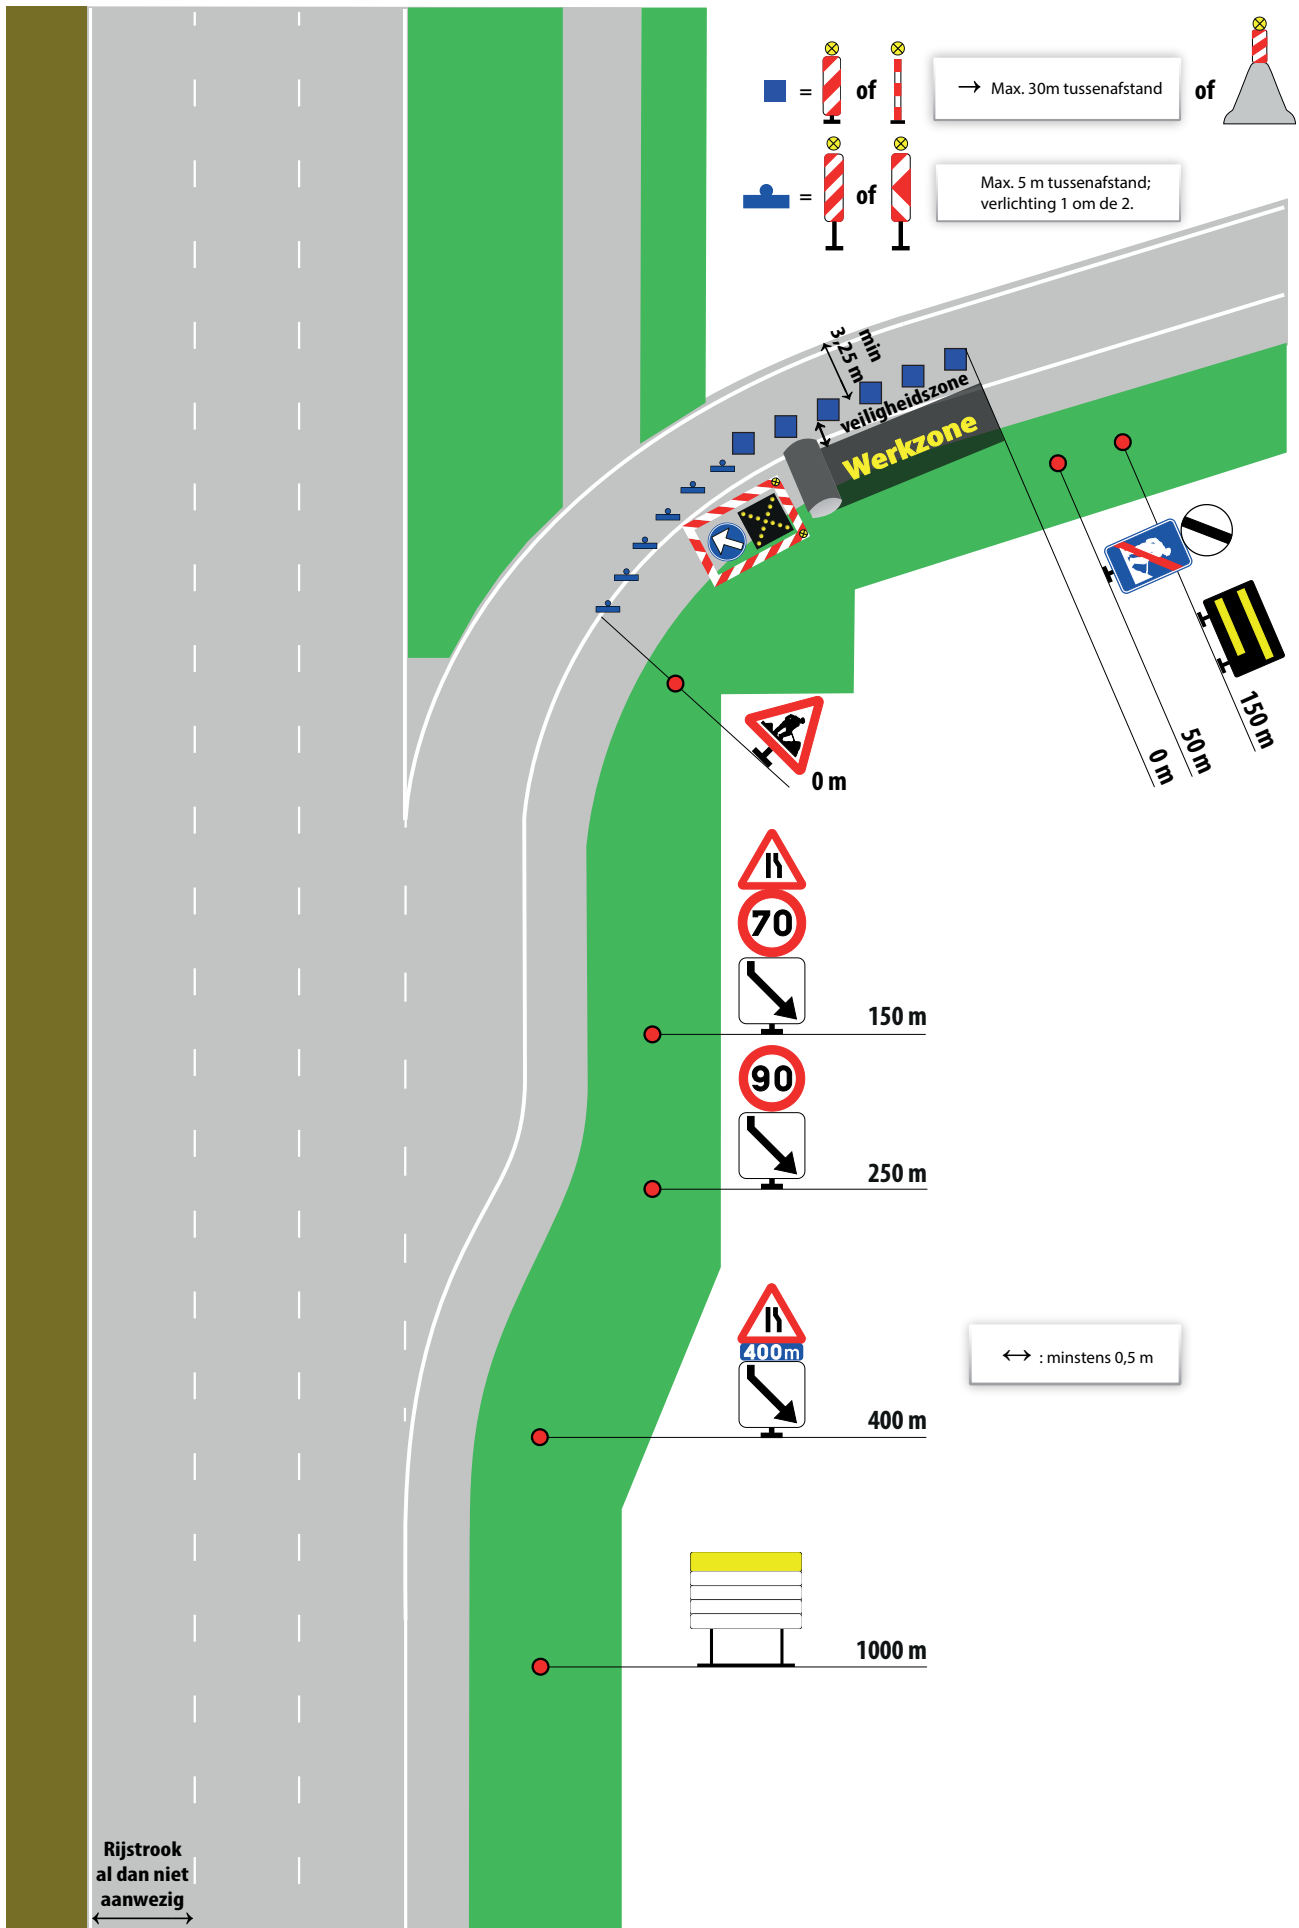 = of → Max. 30m tussenafstand of
= of Max. 5 m tussenafstand;
verlichting 1 om de 2.
min
3,25 m
veiligheidszone
Werkzone
0 m
50 m
150 m
0 m
70
150 m
90
250 m
400m
↔ : minstens 0,5 m
400 m
1000 m
Rijstrook
al dan niet
aanwezig